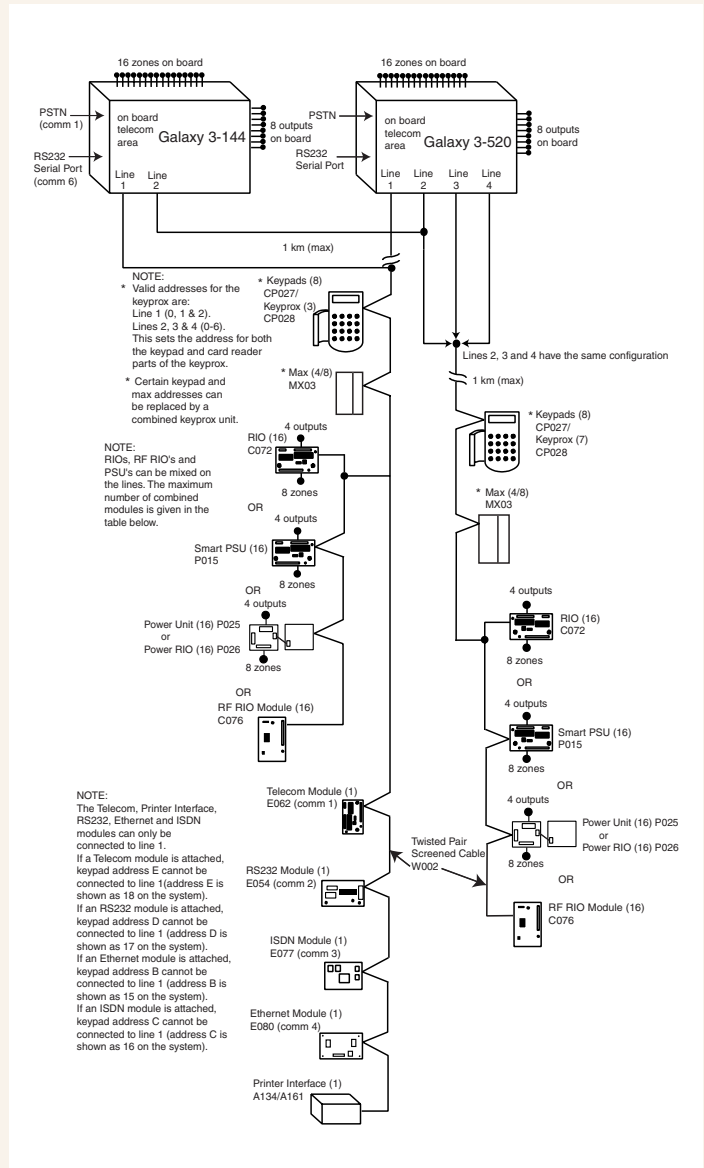 16 zones on board
16 zones on board
PSTN
(comm 1)
on board
telecom
area
Galaxy 3-144
8 outputs
on board
RS232
Serial Port
(comm 6)
Line
1
Line
2
PSTN
on board
telecom
area
Galaxy 3-520
8 outputs
on board
RS232
Serial Port
Line
1
Line
2
Line
3
Line
4
1 km (max)
NOTE:
* Valid addresses for the
keyprox are:
Line 1 (0, 1 & 2).
Lines 2, 3 & 4 (0-6).
This sets the address for both
the keypad and card reader
parts of the keyprox.
* Certain keypad and
max addresses can
be replaced by a
combined keyprox unit.
* Keypads (8)
CP027/
Keyprox (3)
CP028
Lines 2, 3 and 4 have the same configuration
1 km (max)
* Max (4/8)
MX03
* Keypads (8)
CP027/
Keyprox (7)
CP028
NOTE:
RIOs, RF RIO's and
PSU's can be mixed on
the lines. The maximum
number of combined
modules is given in the
table below.
4 outputs
RIO (16)
C072
8 zones
OR
4 outputs
Smart PSU (16)
P015
8 zones
OR
4 outputs
Power Unit (16) P025
or
Power RIO (16) P026
8 zones
OR
RF RIO Module (16)
C076
* Max (4/8)
MX03
4 outputs
RIO (16)
C072
8 zones
OR
4 outputs
Smart PSU (16)
P015
8 zones
OR
4 outputs
Power Unit (16) P025
or
Power RIO (16) P026
8 zones
OR
RF RIO Module (16)
C076
NOTE:
The Telecom, Printer Interface,
RS232, Ethernet and ISDN
modules can only be
connected to line 1.
If a Telecom module is attached,
keypad address E cannot be
connected to line 1(address E is
shown as 18 on the system).
If an RS232 module is attached,
keypad address D cannot be
connected to line 1 (address D is
shown as 17 on the system).
If an Ethernet module is attached,
keypad address B cannot be
connected to line 1 (address B is
shown as 15 on the system).
If an ISDN module is attached,
keypad address C cannot be
connected to line 1 (address C is
shown as 16 on the system).
Telecom Module (1)
E062 (comm 1)
Twisted Pair
Screened Cable
W002
RS232 Module (1)
E054 (comm 2)
ISDN Module (1)
E077 (comm 3)
Ethernet Module (1)
E080 (comm 4)
Printer Interface (1)
A134/A161